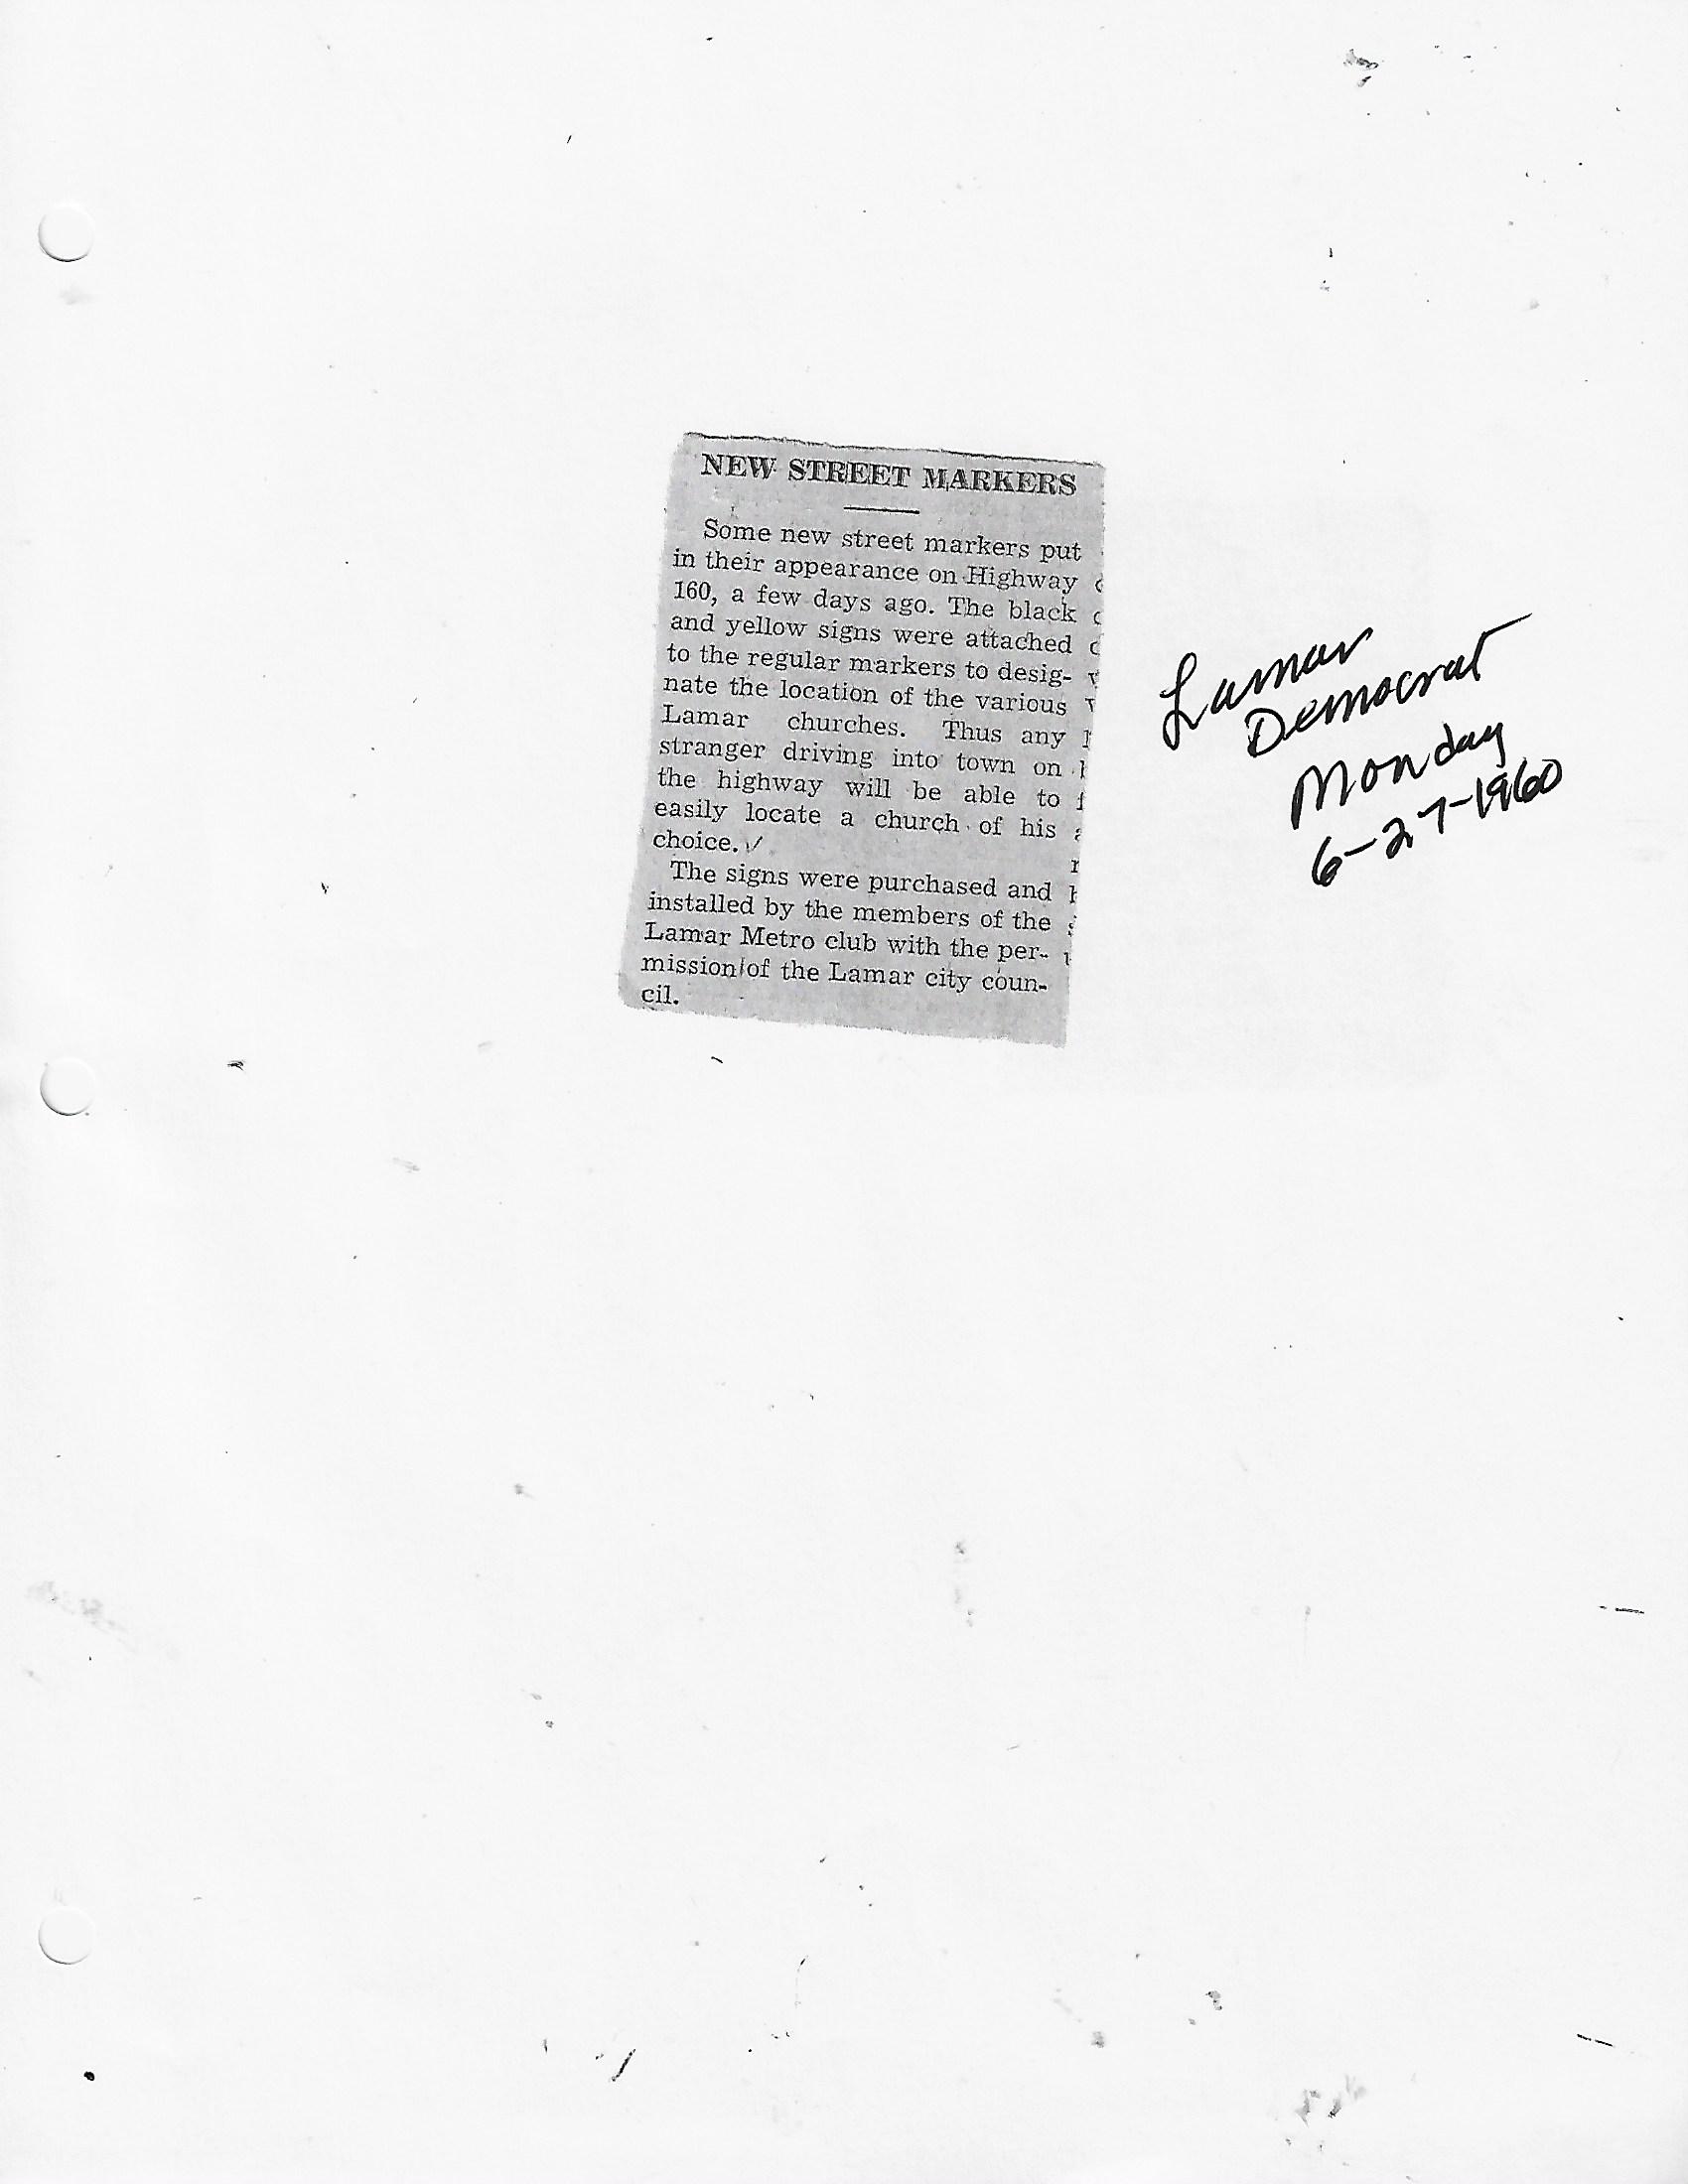 NEW STREET MARKERS
Some new street markers put
in their appearance on Highway
160, a few days ago. The black
and yellow signs were attached
to the regular markers to desig-
nate the location of the various
Lamar churches. Thus any
stranger driving into town on
the highway will be able to
easily locate a church of his
choice.
The signs were purchased and
installed by the members of the
Lamar Metro club with the per-
mission of the Lamar city coun-
cil.
Lamar
Democrat
Monday
6-27-1960